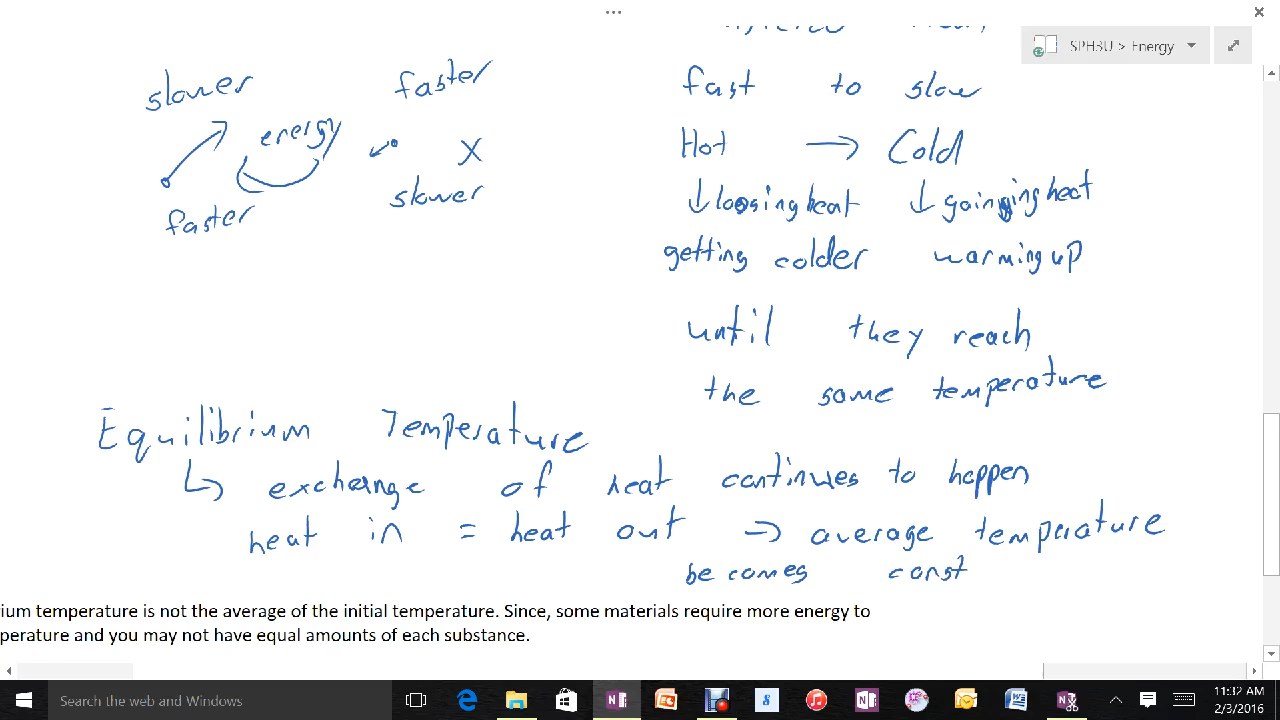 SPH3U > Energy
slower faster
energy X
faster slower
fast to slow
Hot → Cold
↓ loosing heat ↓ gainging heat
getting colder warming up
until they reach
the same temperature
Equilibrium Temperature
↳ exchange of heat continues to happen
heat in = heat out → average temperature
becomes const
ium temperature is not the average of the initial temperature. Since, some materials require more energy to
perature and you may not have equal amounts of each substance.
Search the web and Windows
11:32 AM
2/3/2016